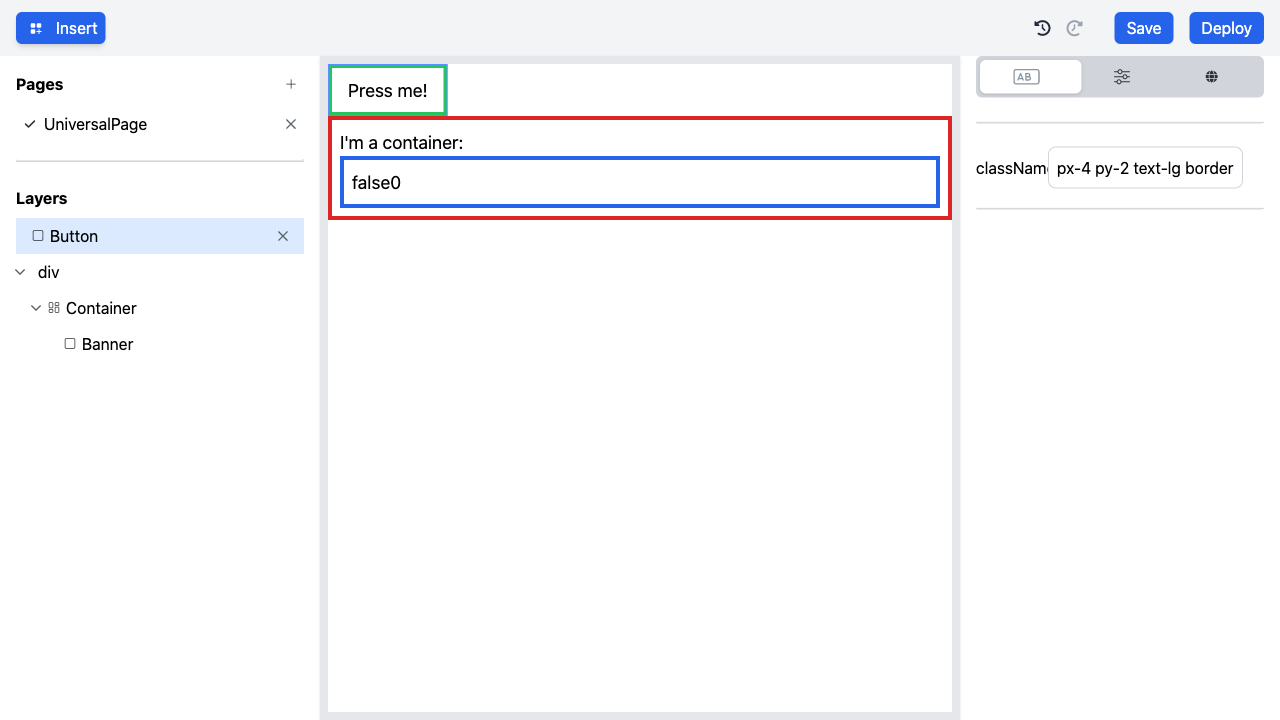 Insert
Save
Deploy
Pages
UniversalPage
Layers
Button
div
Container
Banner
Press me!
I'm a container:
false0
AB
className
px-4 py-2 text-lg border